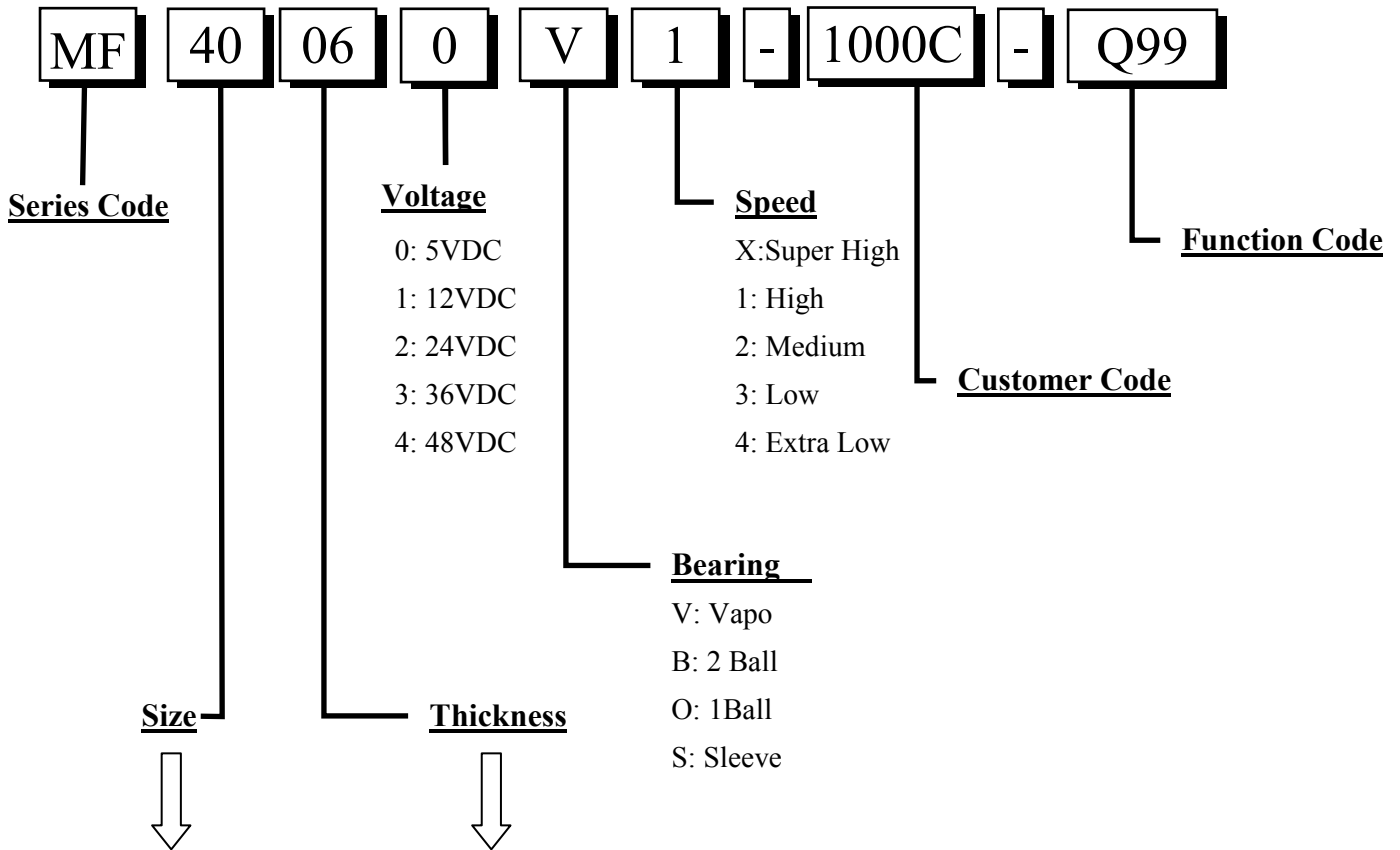 MF 40 06 0 V 1 - 1000C - Q99
Series Code
Voltage
0: 5VDC
1: 12VDC
2: 24VDC
3: 36VDC
4: 48VDC
Speed
X:Super High
1: High
2: Medium
3: Low
4: Extra Low
Function Code
Customer Code
Bearing
V: Vapo
B: 2 Ball
O: 1Ball
S: Sleeve
Size
Thickness